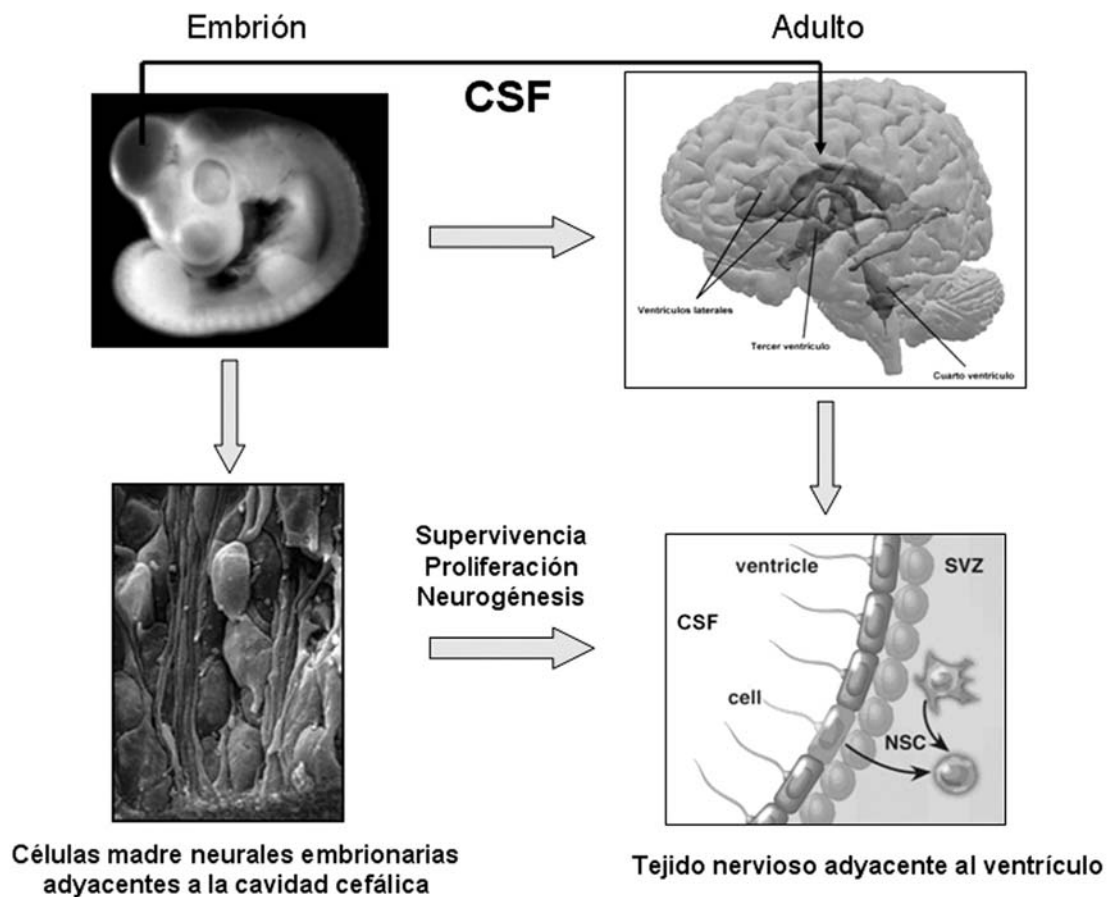 Embrión
Adulto
CSF
Ventrículos laterales
Tercer ventrículo
Cuarto ventrículo
Supervivencia
Proliferación
Neurogénesis
ventricle
SVZ
CSF
cell
NSC
Células madre neurales embrionarias
adyacentes a la cavidad cefálica
Tejido nervioso adyacente al ventrículo